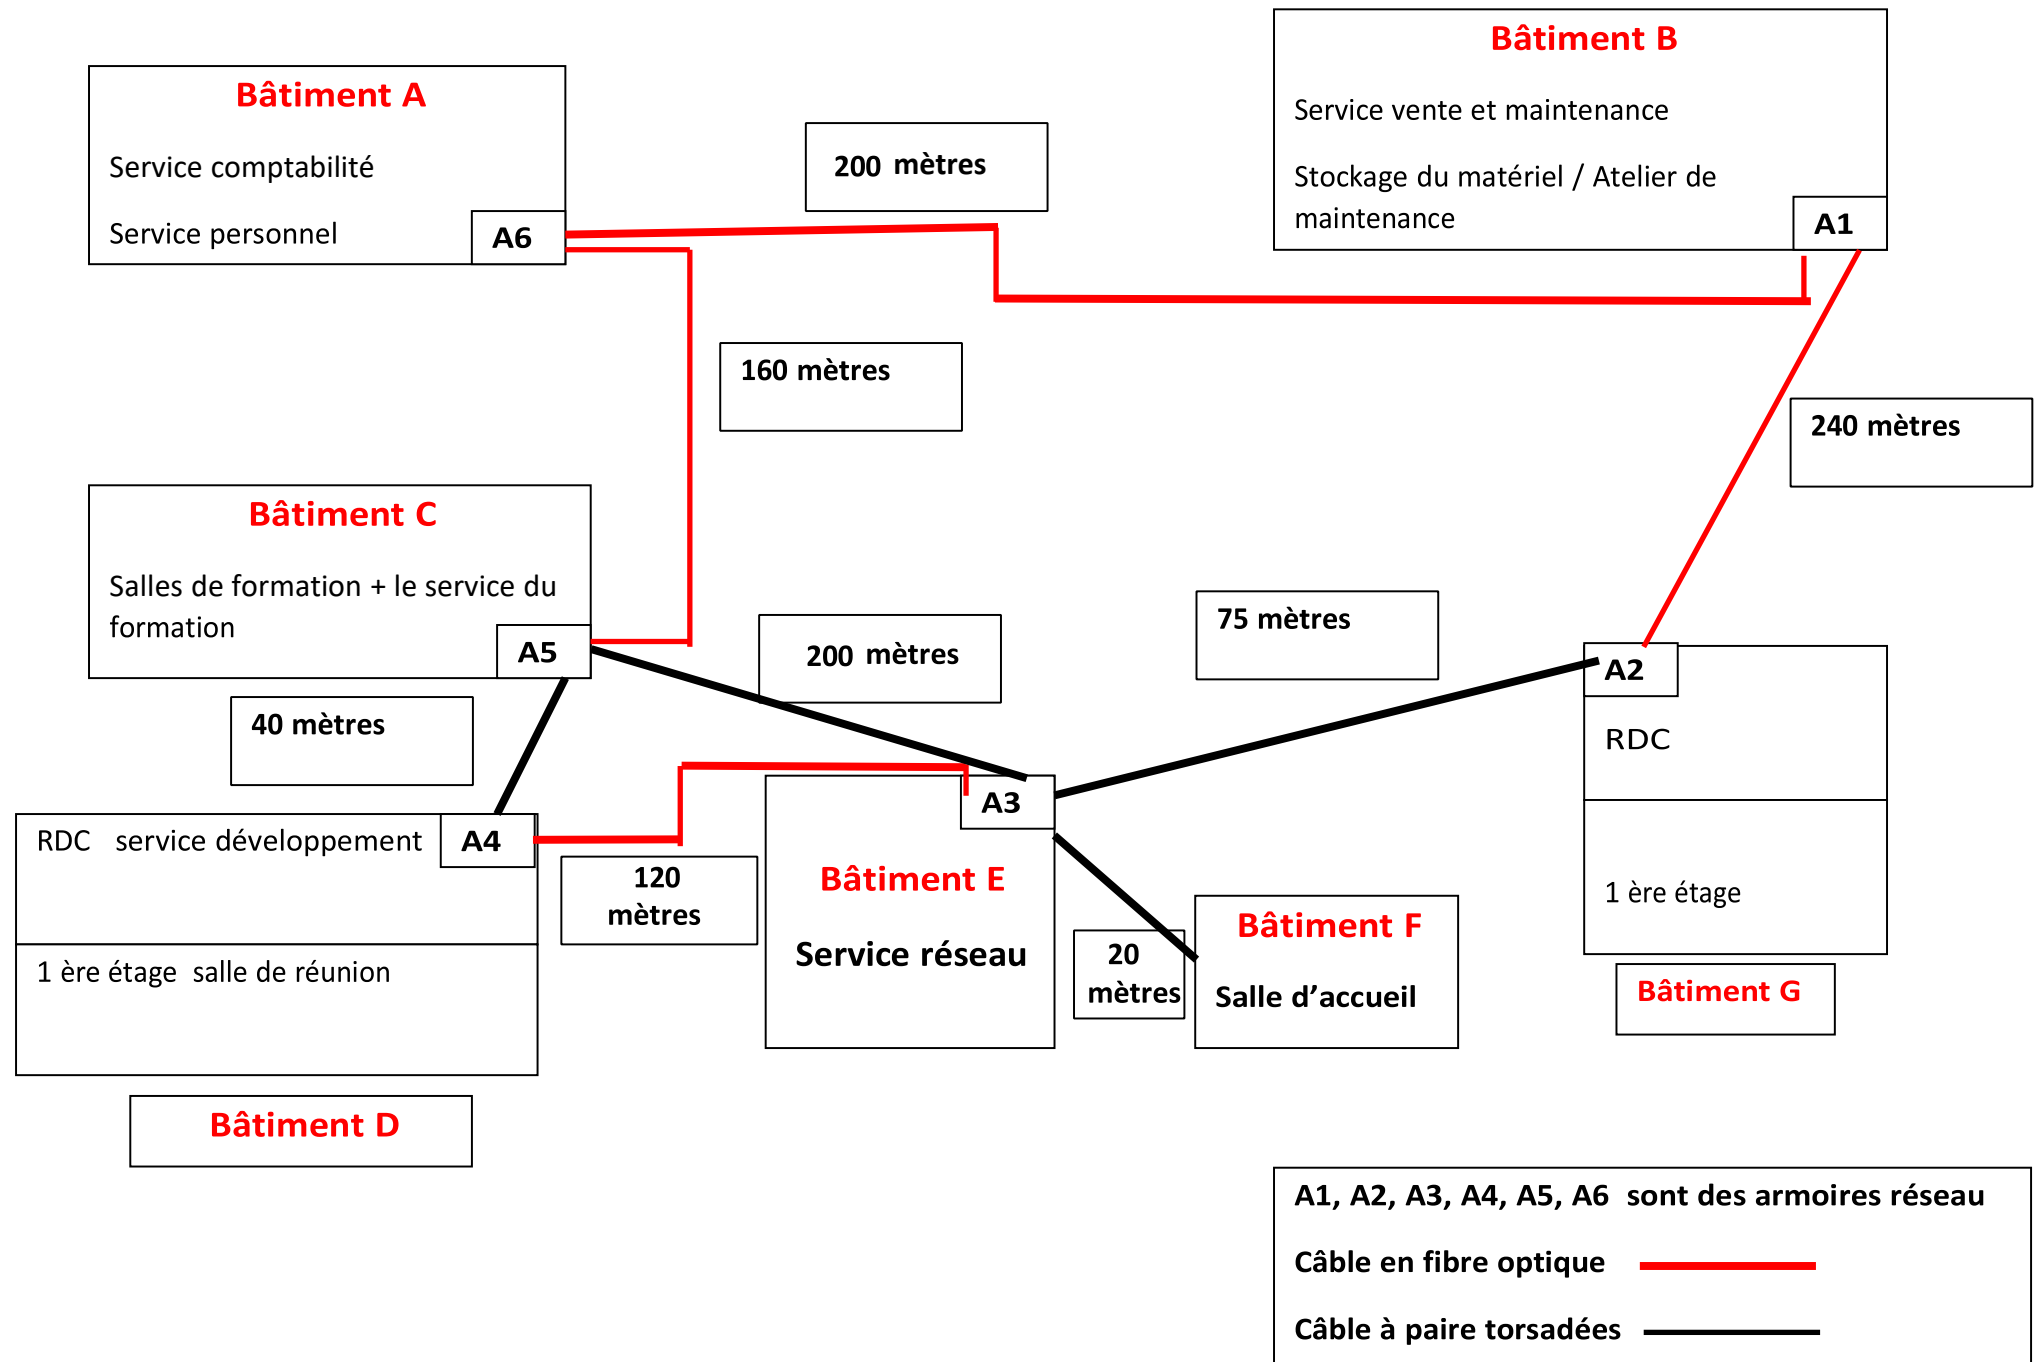 Bâtiment A
Service comptabilité
Service personnel
A6
200 mètres
Bâtiment B
Service vente et maintenance
Stockage du matériel / Atelier de
maintenance
A1
160 mètres
240 mètres
Bâtiment C
Salles de formation + le service du
formation
A5
200 mètres
75 mètres
A2
RDC
1 ère étage
Bâtiment G
40 mètres
RDC service développement
A4
1 ère étage salle de réunion
Bâtiment D
120
mètres
A3
Bâtiment E
Service réseau
20
mètres
Bâtiment F
Salle d’accueil
A1, A2, A3, A4, A5, A6 sont des armoires réseau
Câble en fibre optique
Câble à paire torsadées